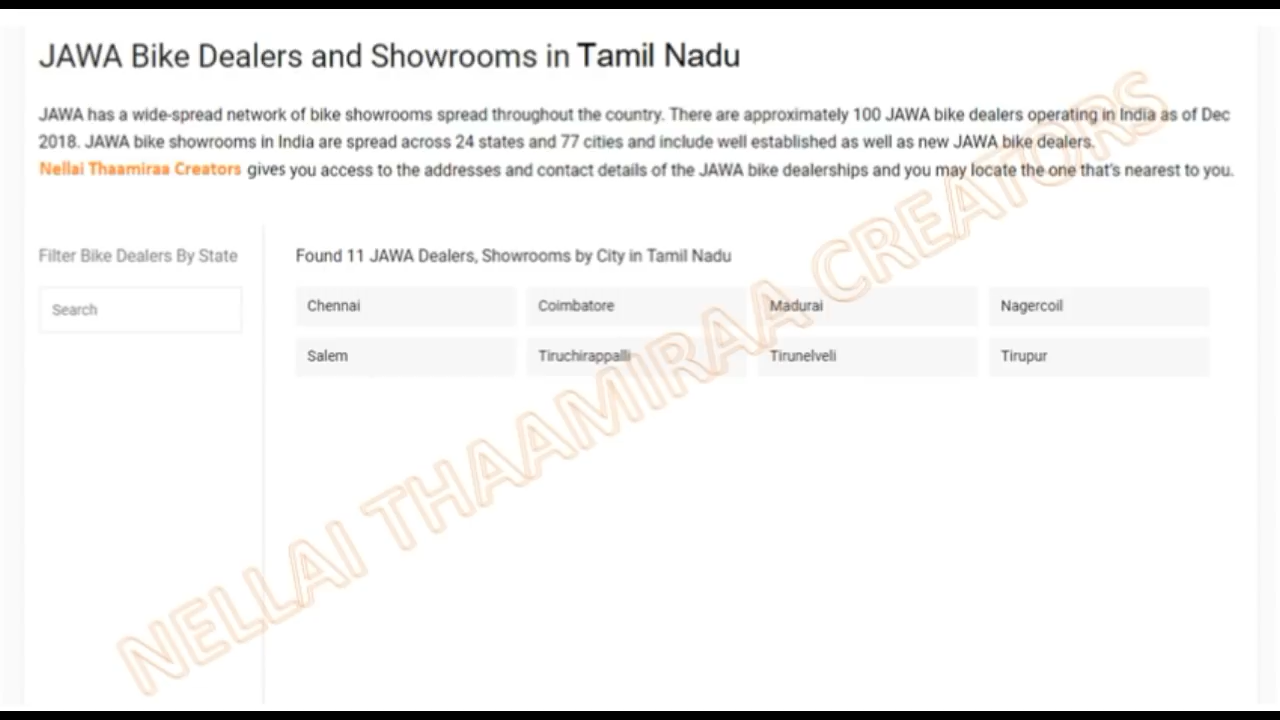 JAWA Bike Dealers and Showrooms in Tamil Nadu
JAWA has a wide-spread network of bike showrooms spread throughout the country. There are approximately 100 JAWA bike dealers operating in India as of Dec
2018. JAWA bike showrooms in India are spread across 24 states and 77 cities and include well established as well as new JAWA bike dealers.
Nellai Thaamiraa Creators gives you access to the addresses and contact details of the JAWA bike dealerships and you may locate the one that's nearest to you.
Filter Bike Dealers By State
Search
Found 11 JAWA Dealers, Showrooms by City in Tamil Nadu
Chennai Coimbatore Madurai Nagercoil
Salem Tiruchirappalli Tirunelveli Tirupur
NELLAI THAAMIRAA CREATORS